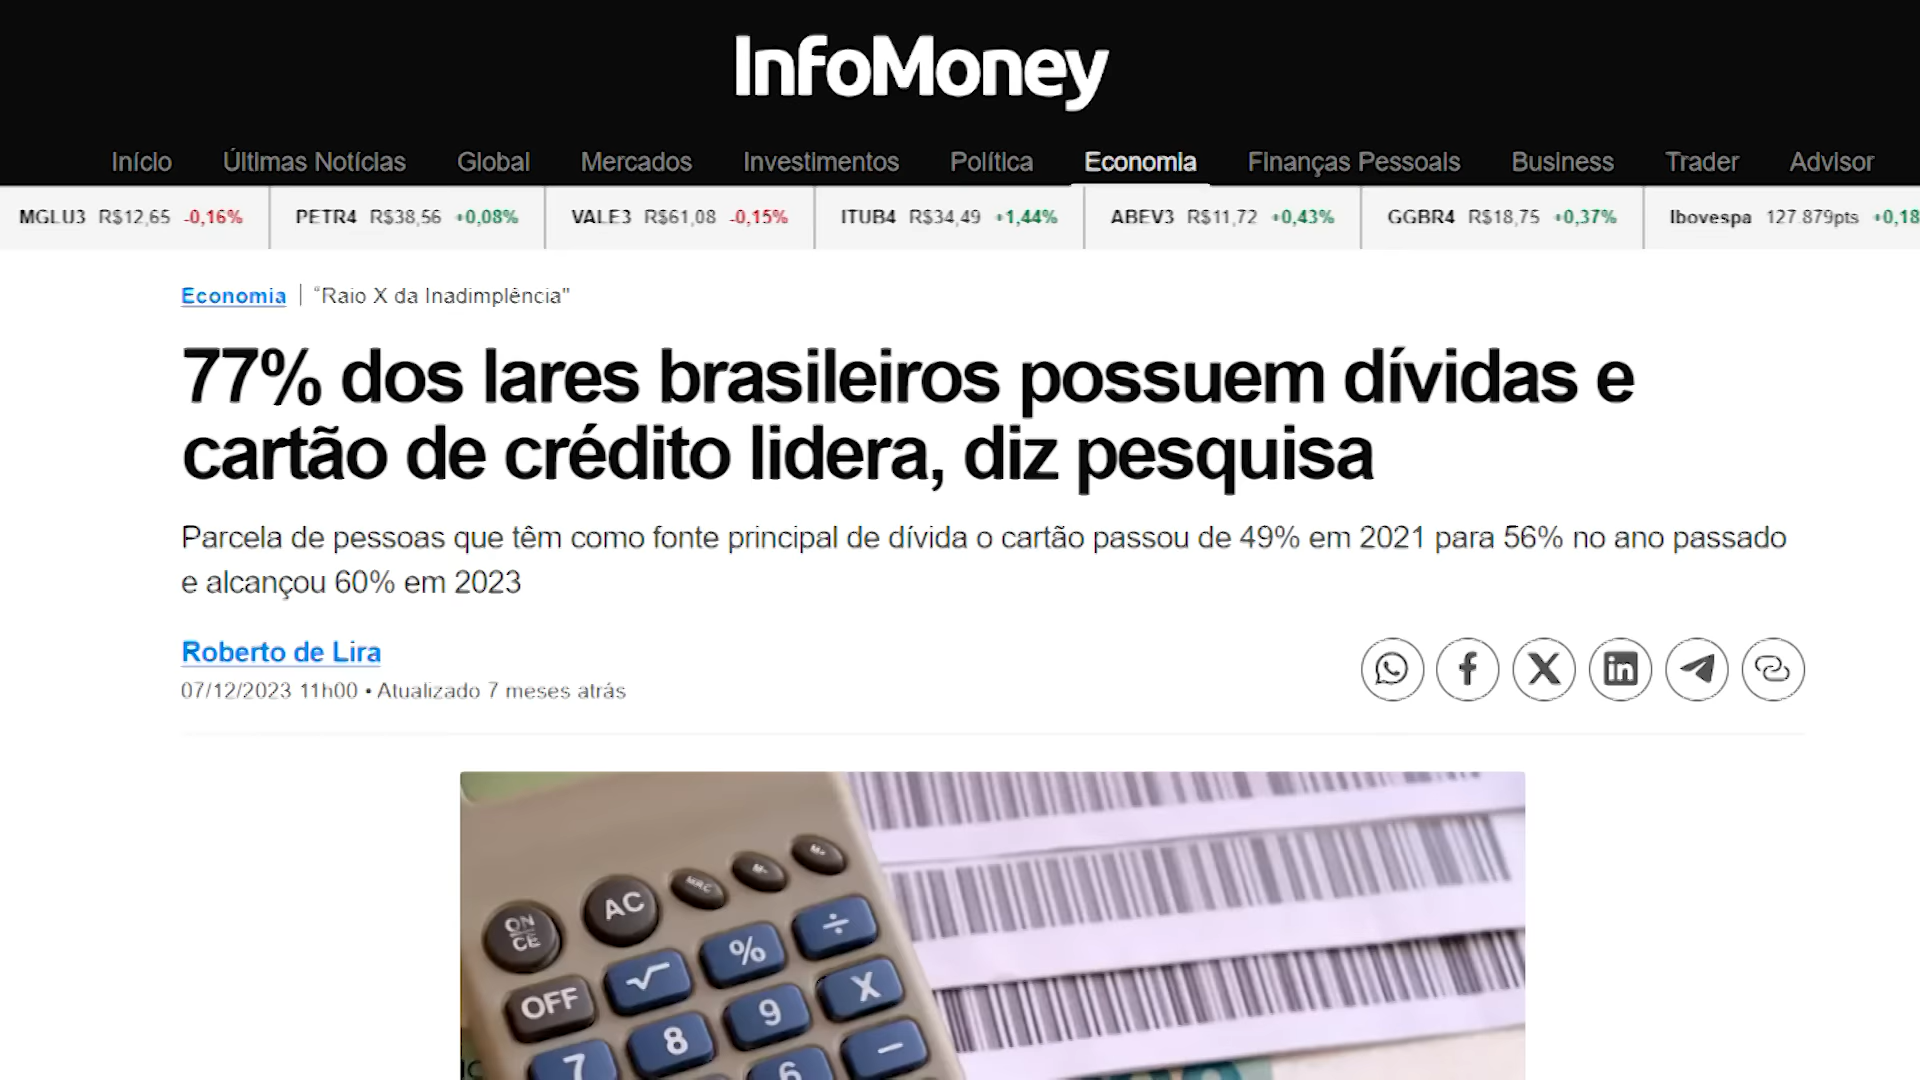 InfoMoney
Início Últimas Notícias Global Mercados Investimentos Política Economia Finanças Pessoais Business Trader Advisor
MGLU3 R$12,65 -0,16% PETR4 R$38,56 +0,08% VALE3 R$61,08 -0,15% ITUB4 R$34,49 +1,44% ABEV3 R$11,72 +0,43% GGBR4 R$18,75 +0,37% Ibovespa 127.879pts +0,18
Economia | “Raio X da Inadimplência”
77% dos lares brasileiros possuem dívidas e
cartão de crédito lidera, diz pesquisa
Parcela de pessoas que têm como fonte principal de dívida o cartão passou de 49% em 2021 para 56% no ano passado
e alcançou 60% em 2023
Roberto de Lira
07/12/2023 11h00 • Atualizado 7 meses atrás
ON AC MRC M- M+
CE
OFF √ % ÷
7 8 9 X
6 −